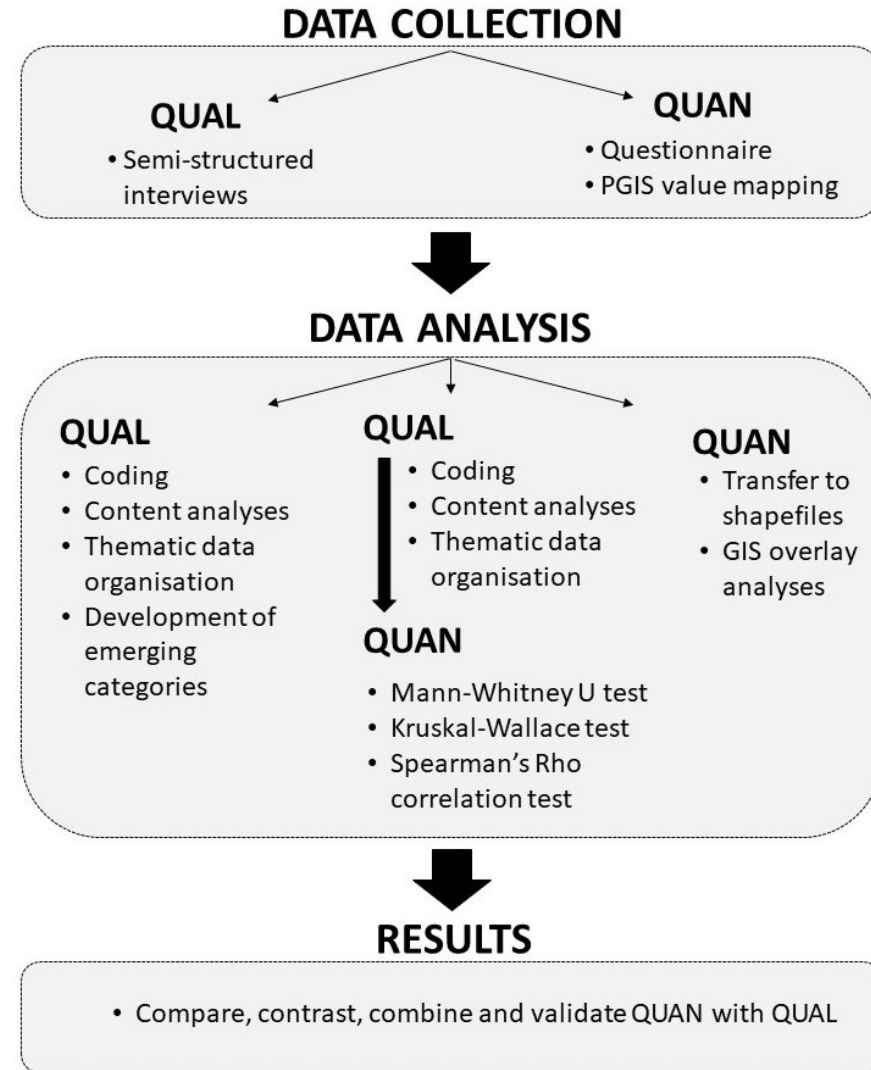 DATA COLLECTION
QUAL
• Semi-structured
interviews
QUAN
• Questionnaire
• PGIS value mapping
DATA ANALYSIS
QUAL
• Coding
• Content analyses
• Thematic data
organisation
• Development of
emerging
categories
QUAL
• Coding
• Content analyses
• Thematic data
organisation
QUAN
• Mann-Whitney U test
• Kruskal-Wallace test
• Spearman's Rho
correlation test
QUAN
• Transfer to
shapefiles
• GIS overlay
analyses
RESULTS
• Compare, contrast, combine and validate QUAN with QUAL